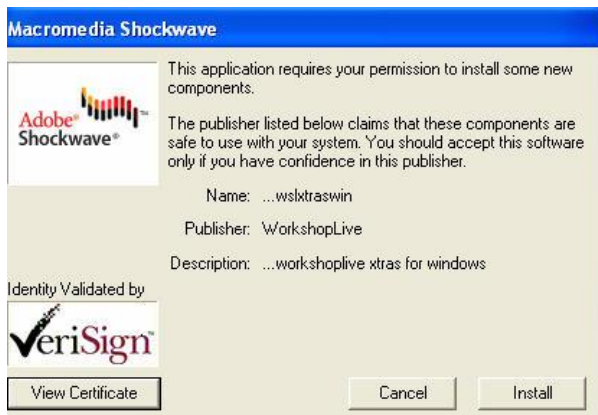 Macromedia Shockwave
Adobe®
Shockwave®
This application requires your permission to install some new
components.
The publisher listed below claims that these components are
safe to use with your system. You should accept this software
only if you have confidence in this publisher.
Name: ...wslxtraswin
Publisher: WorkshopLive
Description: ...workshoplive xtras for windows
Identity Validated by
VeriSign™
View Certificate
Cancel
Install